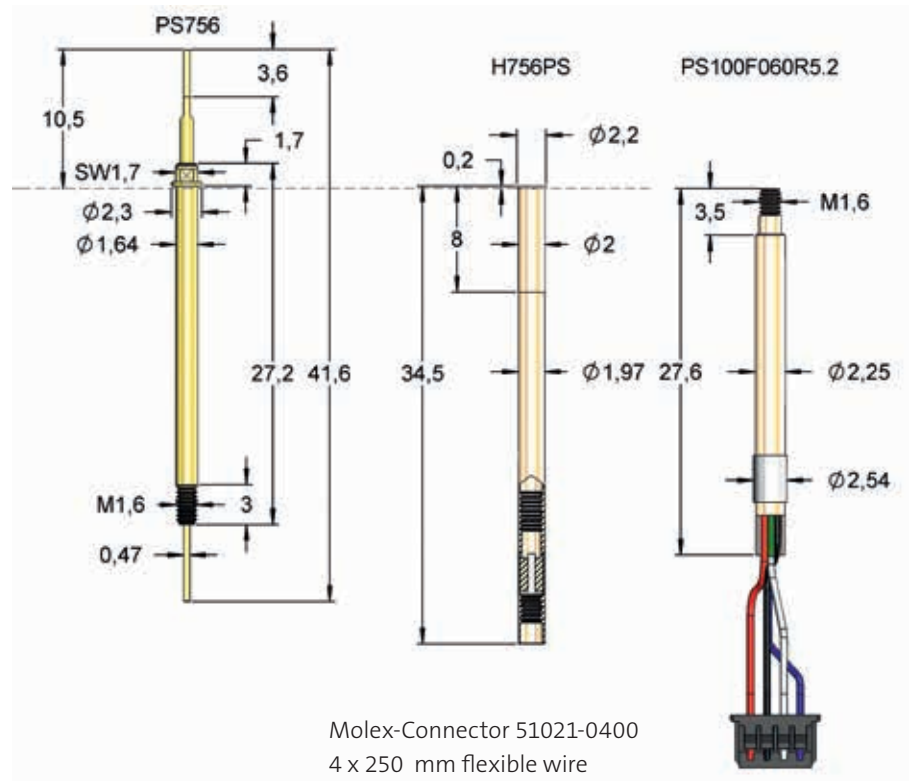 PS756
3,6
10,5
1,7
SW1,7
Ø2,3
Ø1,64
27,2
41,6
M1,6
3
0,47
H756PS
Ø2,2
0,2
8
Ø2
34,5
Ø1,97
PS100F060R5.2
3,5
M1,6
27,6
Ø2,25
Ø2,54
Molex-Connector 51021-0400
4 x 250 mm flexible wire